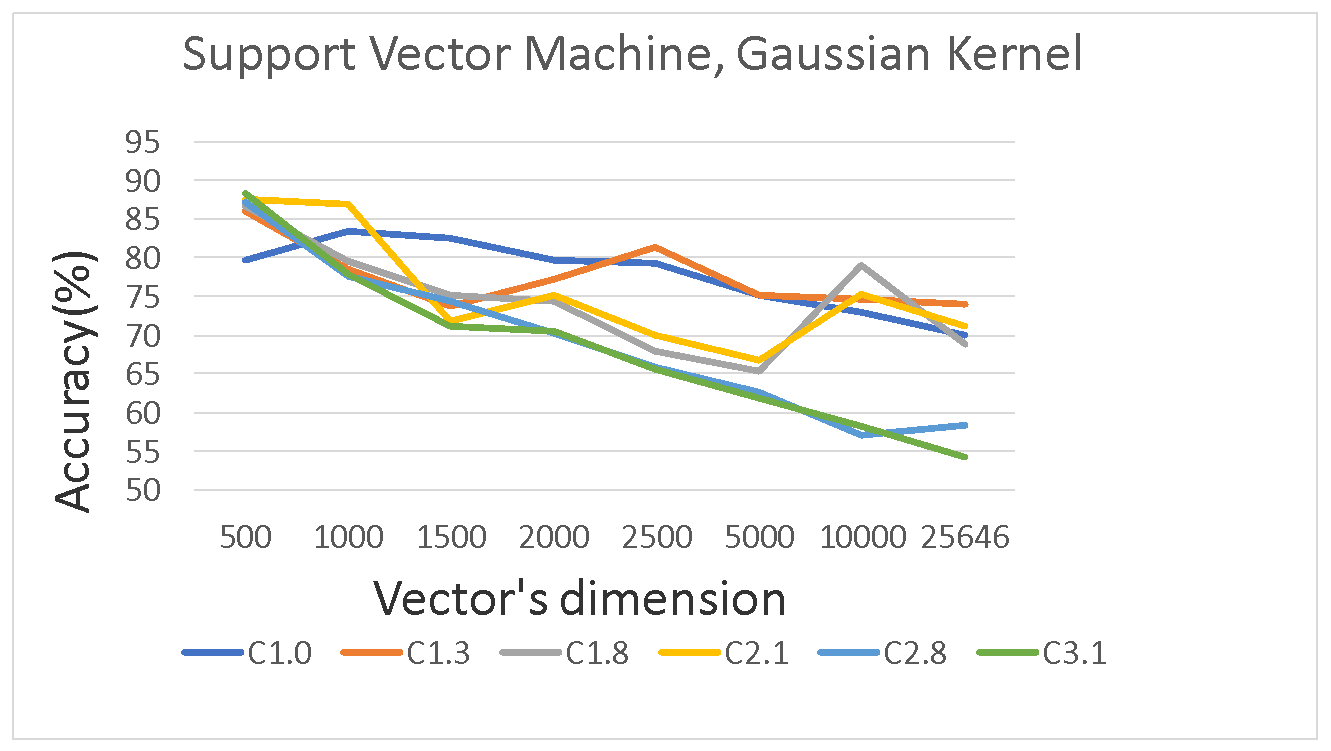 Support Vector Machine, Gaussian Kernel
95
90
85
80
75
70
65
60
55
50
Accuracy(%)
500 1000 1500 2000 2500 5000 10000 25646
Vector's dimension
C1.0 C1.3 C1.8 C2.1 C2.8 C3.1